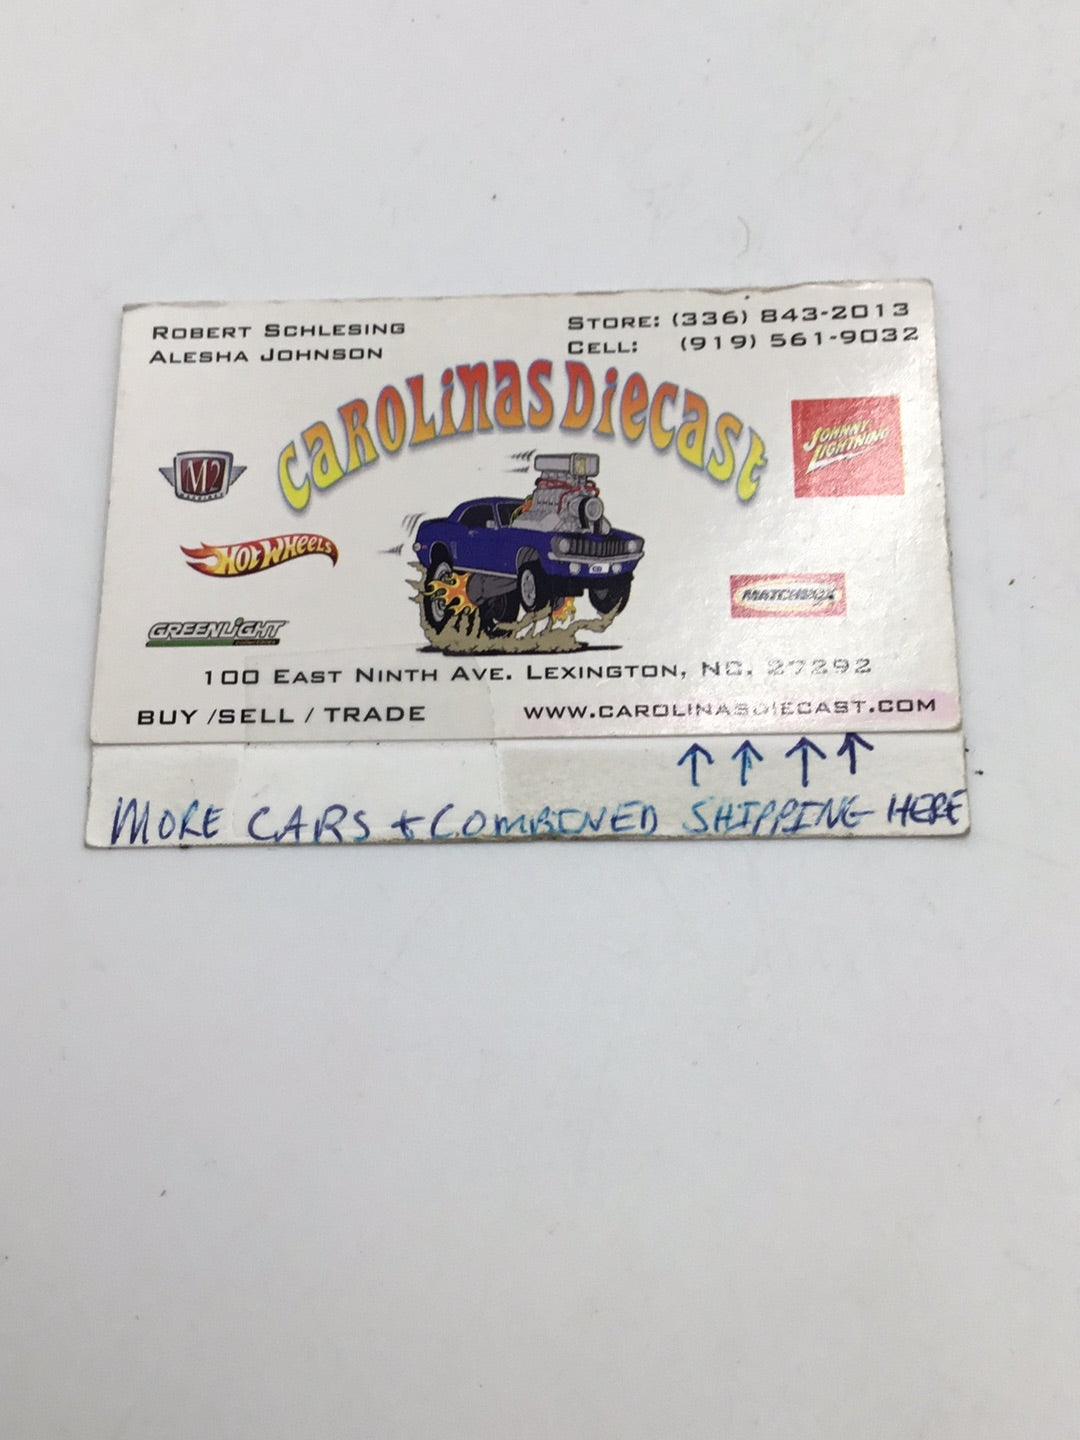 ROBERT SCHLESING
ALESHA JOHNSON
STORE: (336) 843-2013
CELL: (919) 561-9032
CAROLINAS DIECAST
M2
JOHNNY LIGHTNING
HOT WHEELS
MATCHBOX
GREENLIGHT
100 EAST NINTH AVE. LEXINGTON, NC. 27292
BUY /SELL / TRADE
WWW.CAROLINASDIECAST.COM
↑ ↑ ↑ ↑
MORE CARS + COMBINED SHIPPING HERE